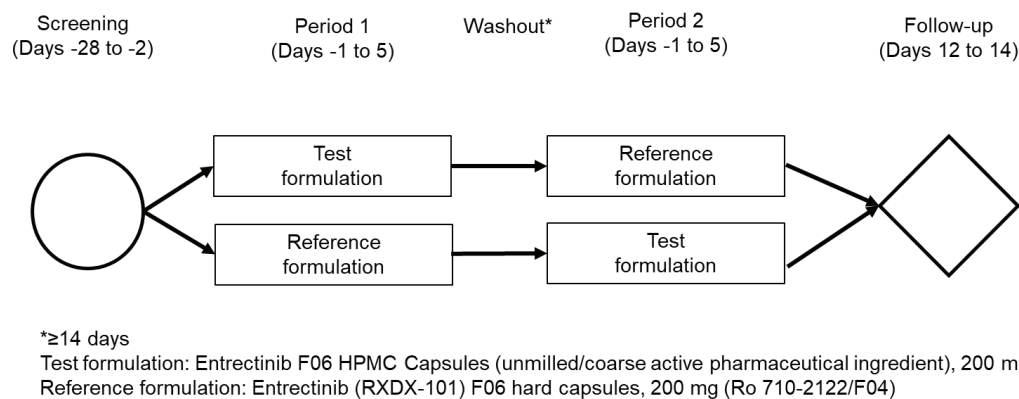 Screening
(Days -28 to -2)
Period 1
(Days -1 to 5)
Washout*
Period 2
(Days -1 to 5)
Follow-up
(Days 12 to 14)
Test
formulation
Reference
formulation
Reference
formulation
Test
formulation
*≥14 days
Test formulation: Entrectinib F06 HPMC Capsules (unmilled/coarse active pharmaceutical ingredient), 200 m
Reference formulation: Entrectinib (RXDX-101) F06 hard capsules, 200 mg (Ro 710-2122/F04)